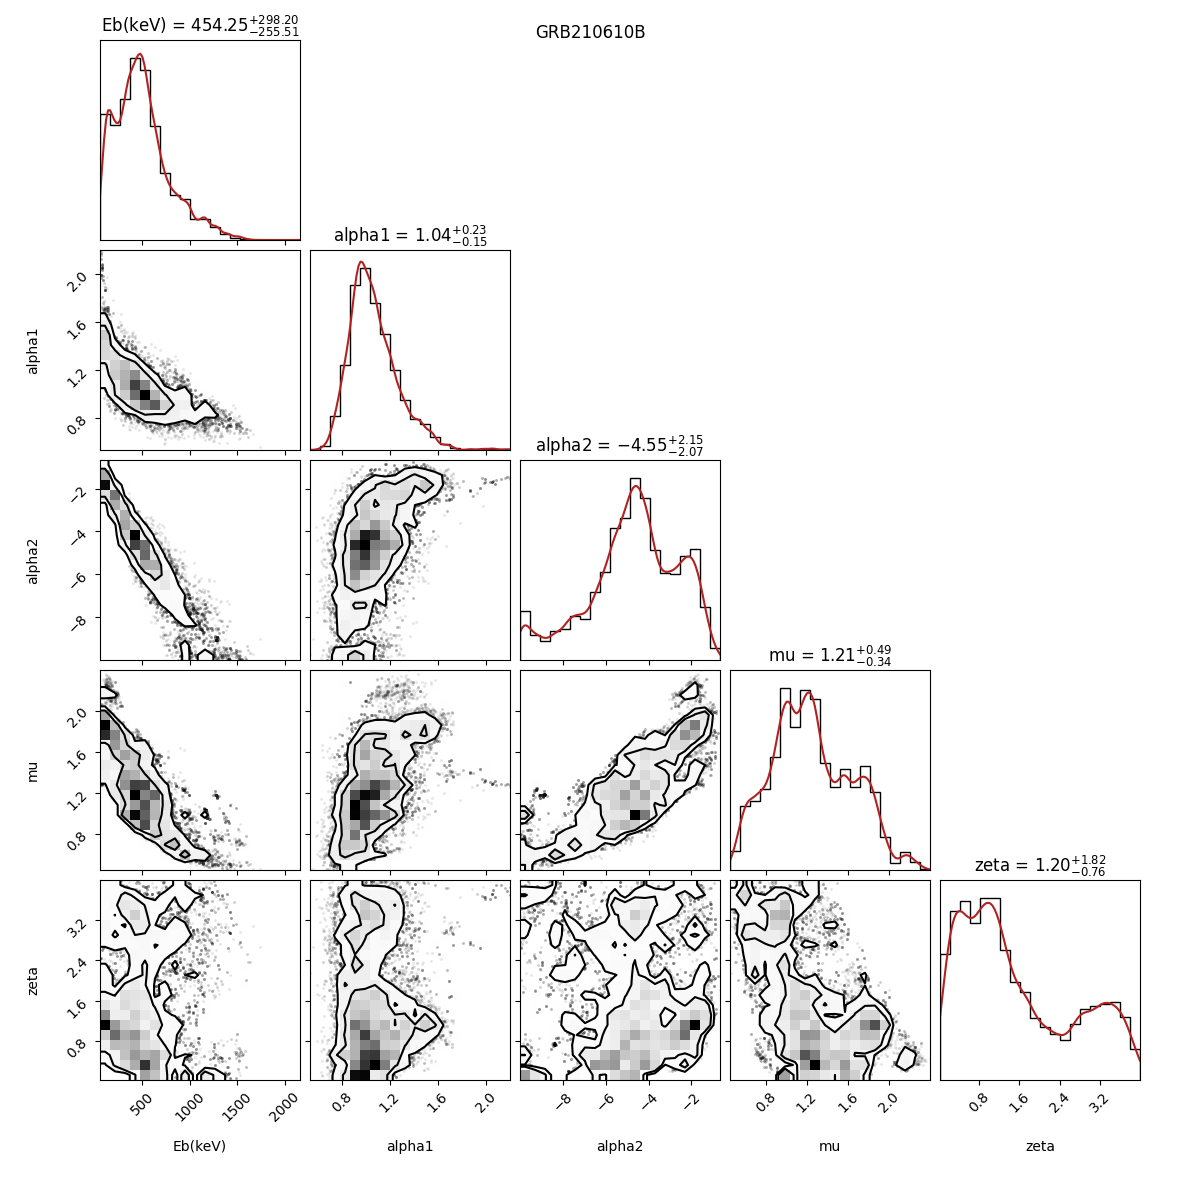 Eb(keV) = 454.25+298.20−255.51
GRB210610B
alpha1 = 1.04+0.23−0.15
2.0
1.6
1.2
0.8
alpha1
alpha2 = −4.55+2.15−2.07
−2
−4
−6
−8
alpha2
mu = 1.21+0.49−0.34
2.0
1.6
1.2
0.8
mu
zeta = 1.20+1.82−0.76
3.2
2.4
1.6
0.8
zeta
500 1000 1500 2000 0.8 1.2 1.6 2.0 −8 −6 −4 −2 0.8 1.2 1.6 2.0 0.8 1.6 2.4 3.2
Eb(keV) alpha1 alpha2 mu zeta